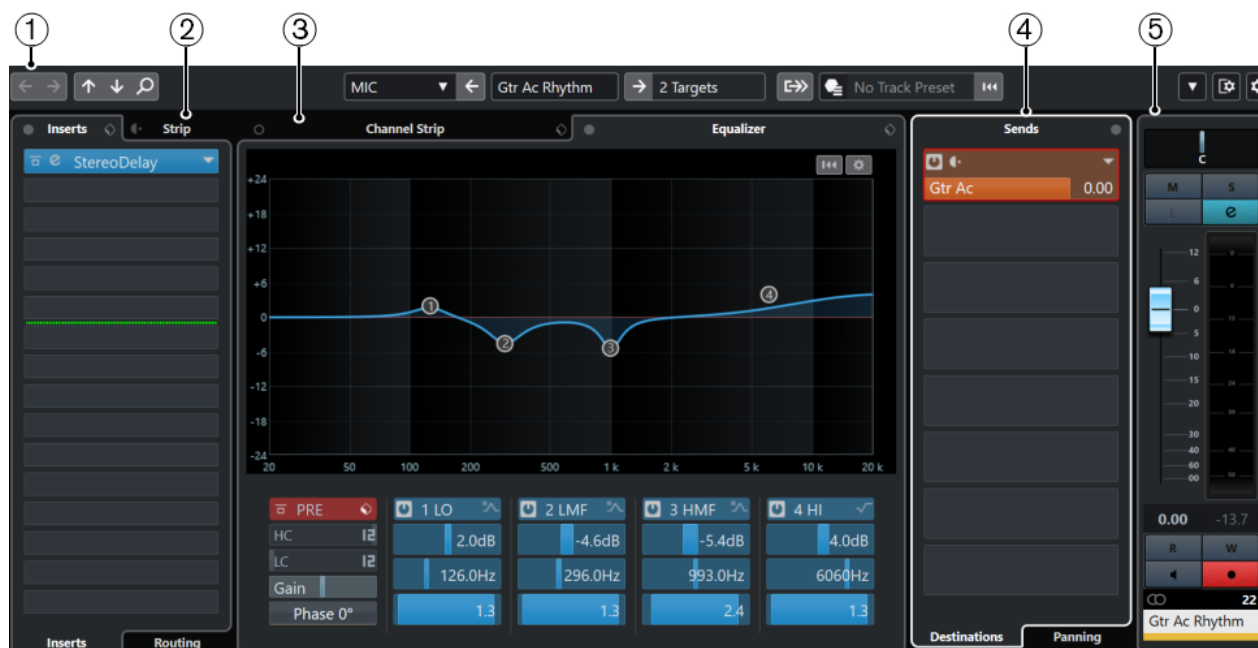 1 2 3 4 5
MIC Gtr Ac Rhythm 2 Targets No Track Preset
Inserts Strip Channel Strip Equalizer Sends
StereoDelay
Gtr Ac 0.00
C
M S
L e
+24
+18
+12
+6
0
-6
-12
-18
-24
20 50 100 200 500 1 k 2 k 5 k 10 k 20 k
1
2
3
4
12
6
0
5
10
15
20
30
40
60
00
PRE 1 LO 2 LMF 3 HMF 4 HI
HC 12 2.0dB -4.6dB -5.4dB 4.0dB
LC 12 126.0Hz 296.0Hz 993.0Hz 6060Hz
Gain
Phase 0° 1.3 1.3 2.4 1.3
0.00 -13.7
R W
22
Gtr Ac Rhythm
Inserts Routing Destinations Panning